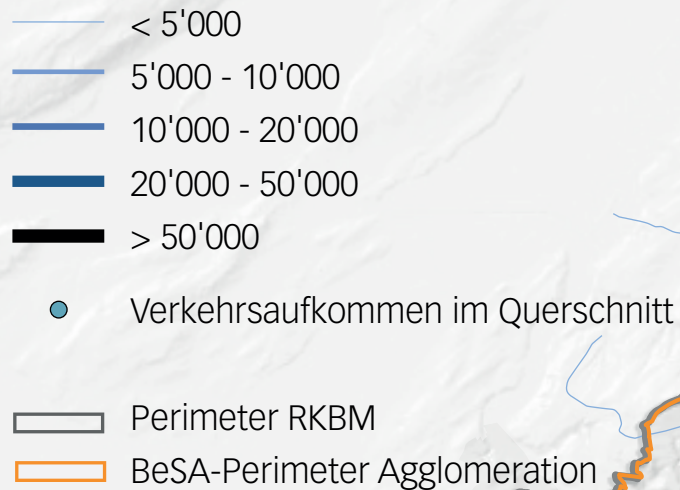 < 5'000
5'000 - 10'000
10'000 - 20'000
20'000 - 50'000
> 50'000
Verkehrsaufkommen im Querschnitt
Perimeter RKBM
BeSA-Perimeter Agglomeration